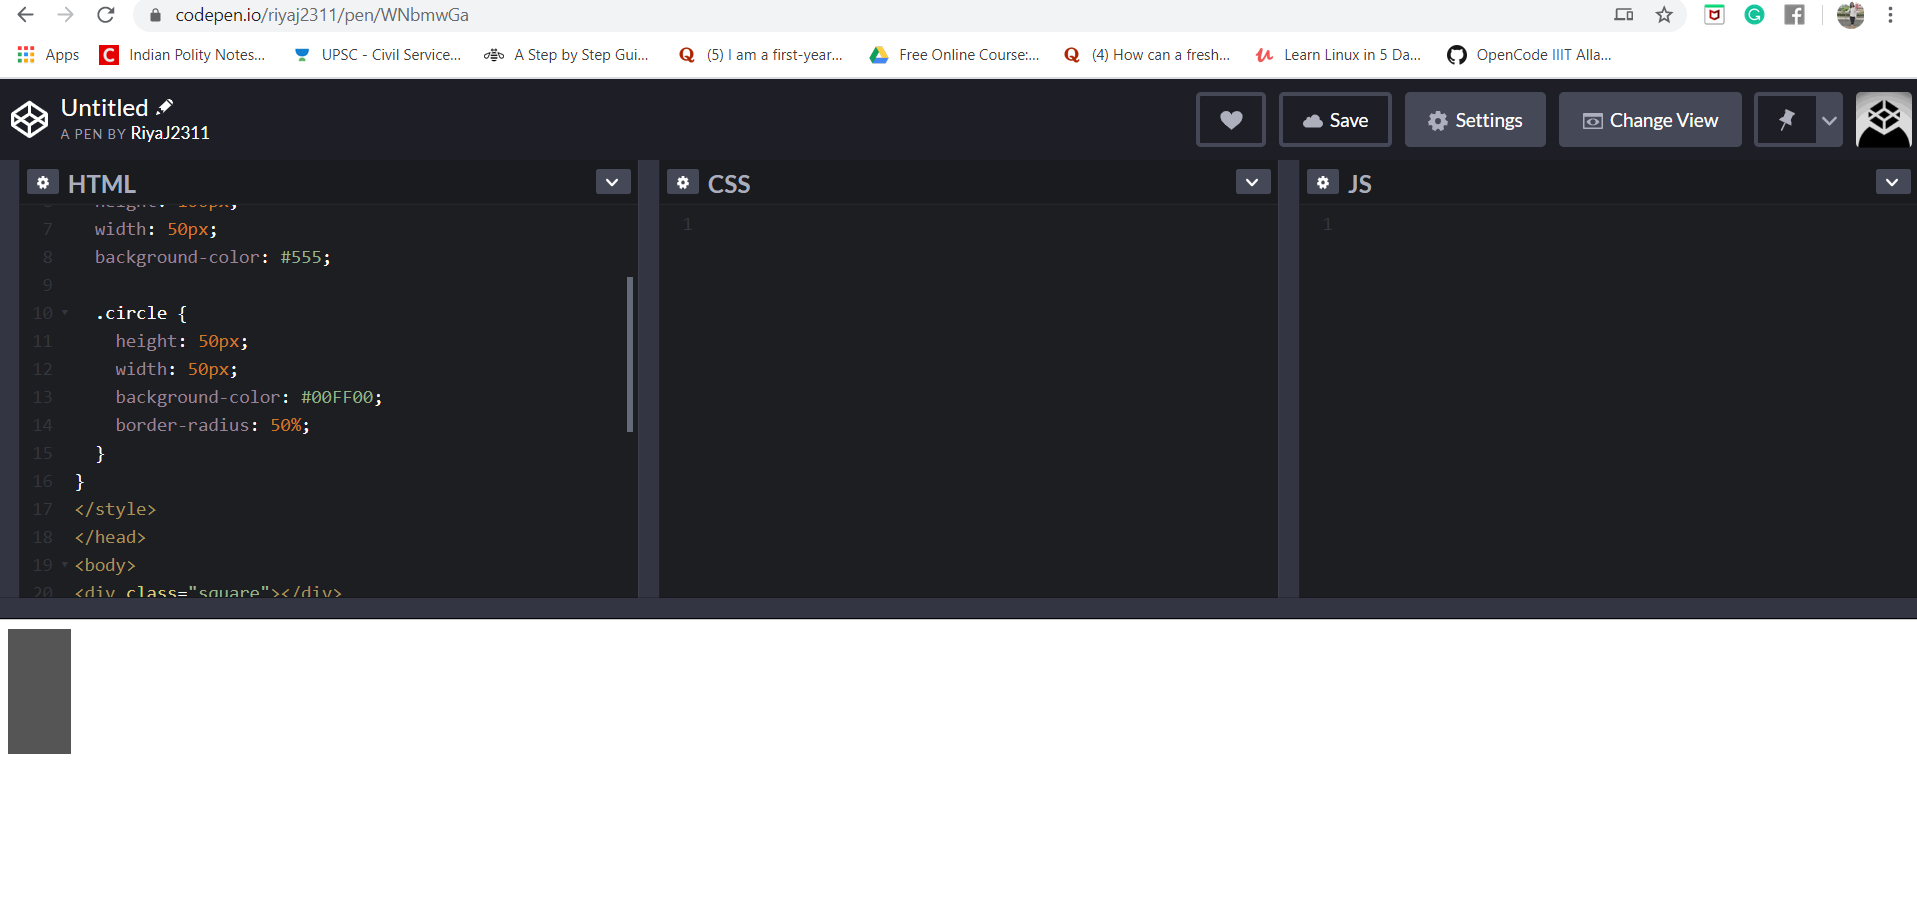 codepen.io/riyaj2311/pen/WNbmwGa
Apps Indian Polity Notes... UPSC - Civil Service... A Step by Step Gui... (5) I am a first-year... Free Online Course:... (4) How can a fresh... Learn Linux in 5 Da... OpenCode IIIT Alla...
Untitled
A PEN BY RiyaJ2311
Save Settings Change View
HTML
height: 100px;
7 width: 50px;
8 background-color: #555;
9
10 .circle {
11 height: 50px;
12 width: 50px;
13 background-color: #00FF00;
14 border-radius: 50%;
15 }
16 }
17 </style>
18 </head>
19 <body>
20 <div class="square"></div>
CSS
1
JS
1